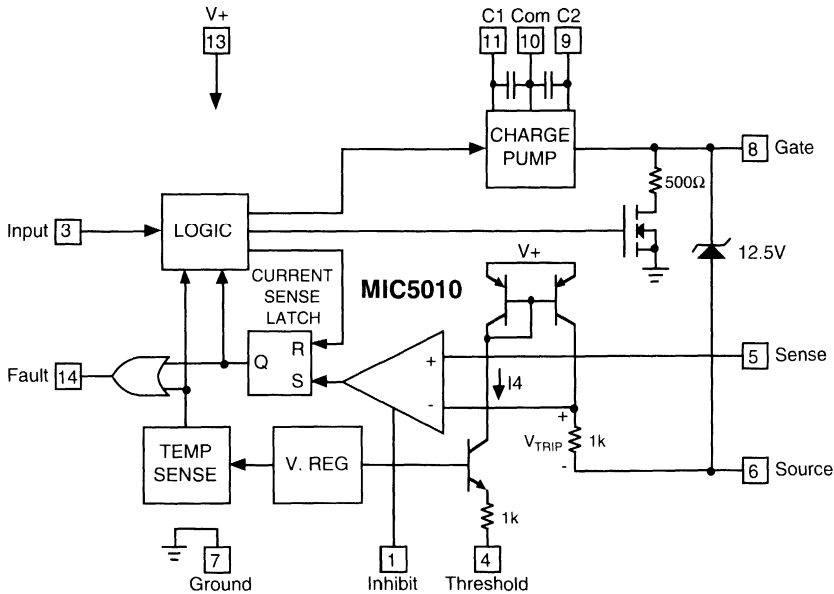 V+
13
C1 Com C2
11 10 9
CHARGE
PUMP
8 Gate
500Ω
Input 3
LOGIC
12.5V
V+
CURRENT
SENSE
LATCH
MIC5010
R
Q
S
+
-
I4
5 Sense
Fault 14
+
VTRIP 1k
-
6 Source
TEMP
SENSE
V. REG
1k
7
Ground
1
Inhibit
4
Threshold